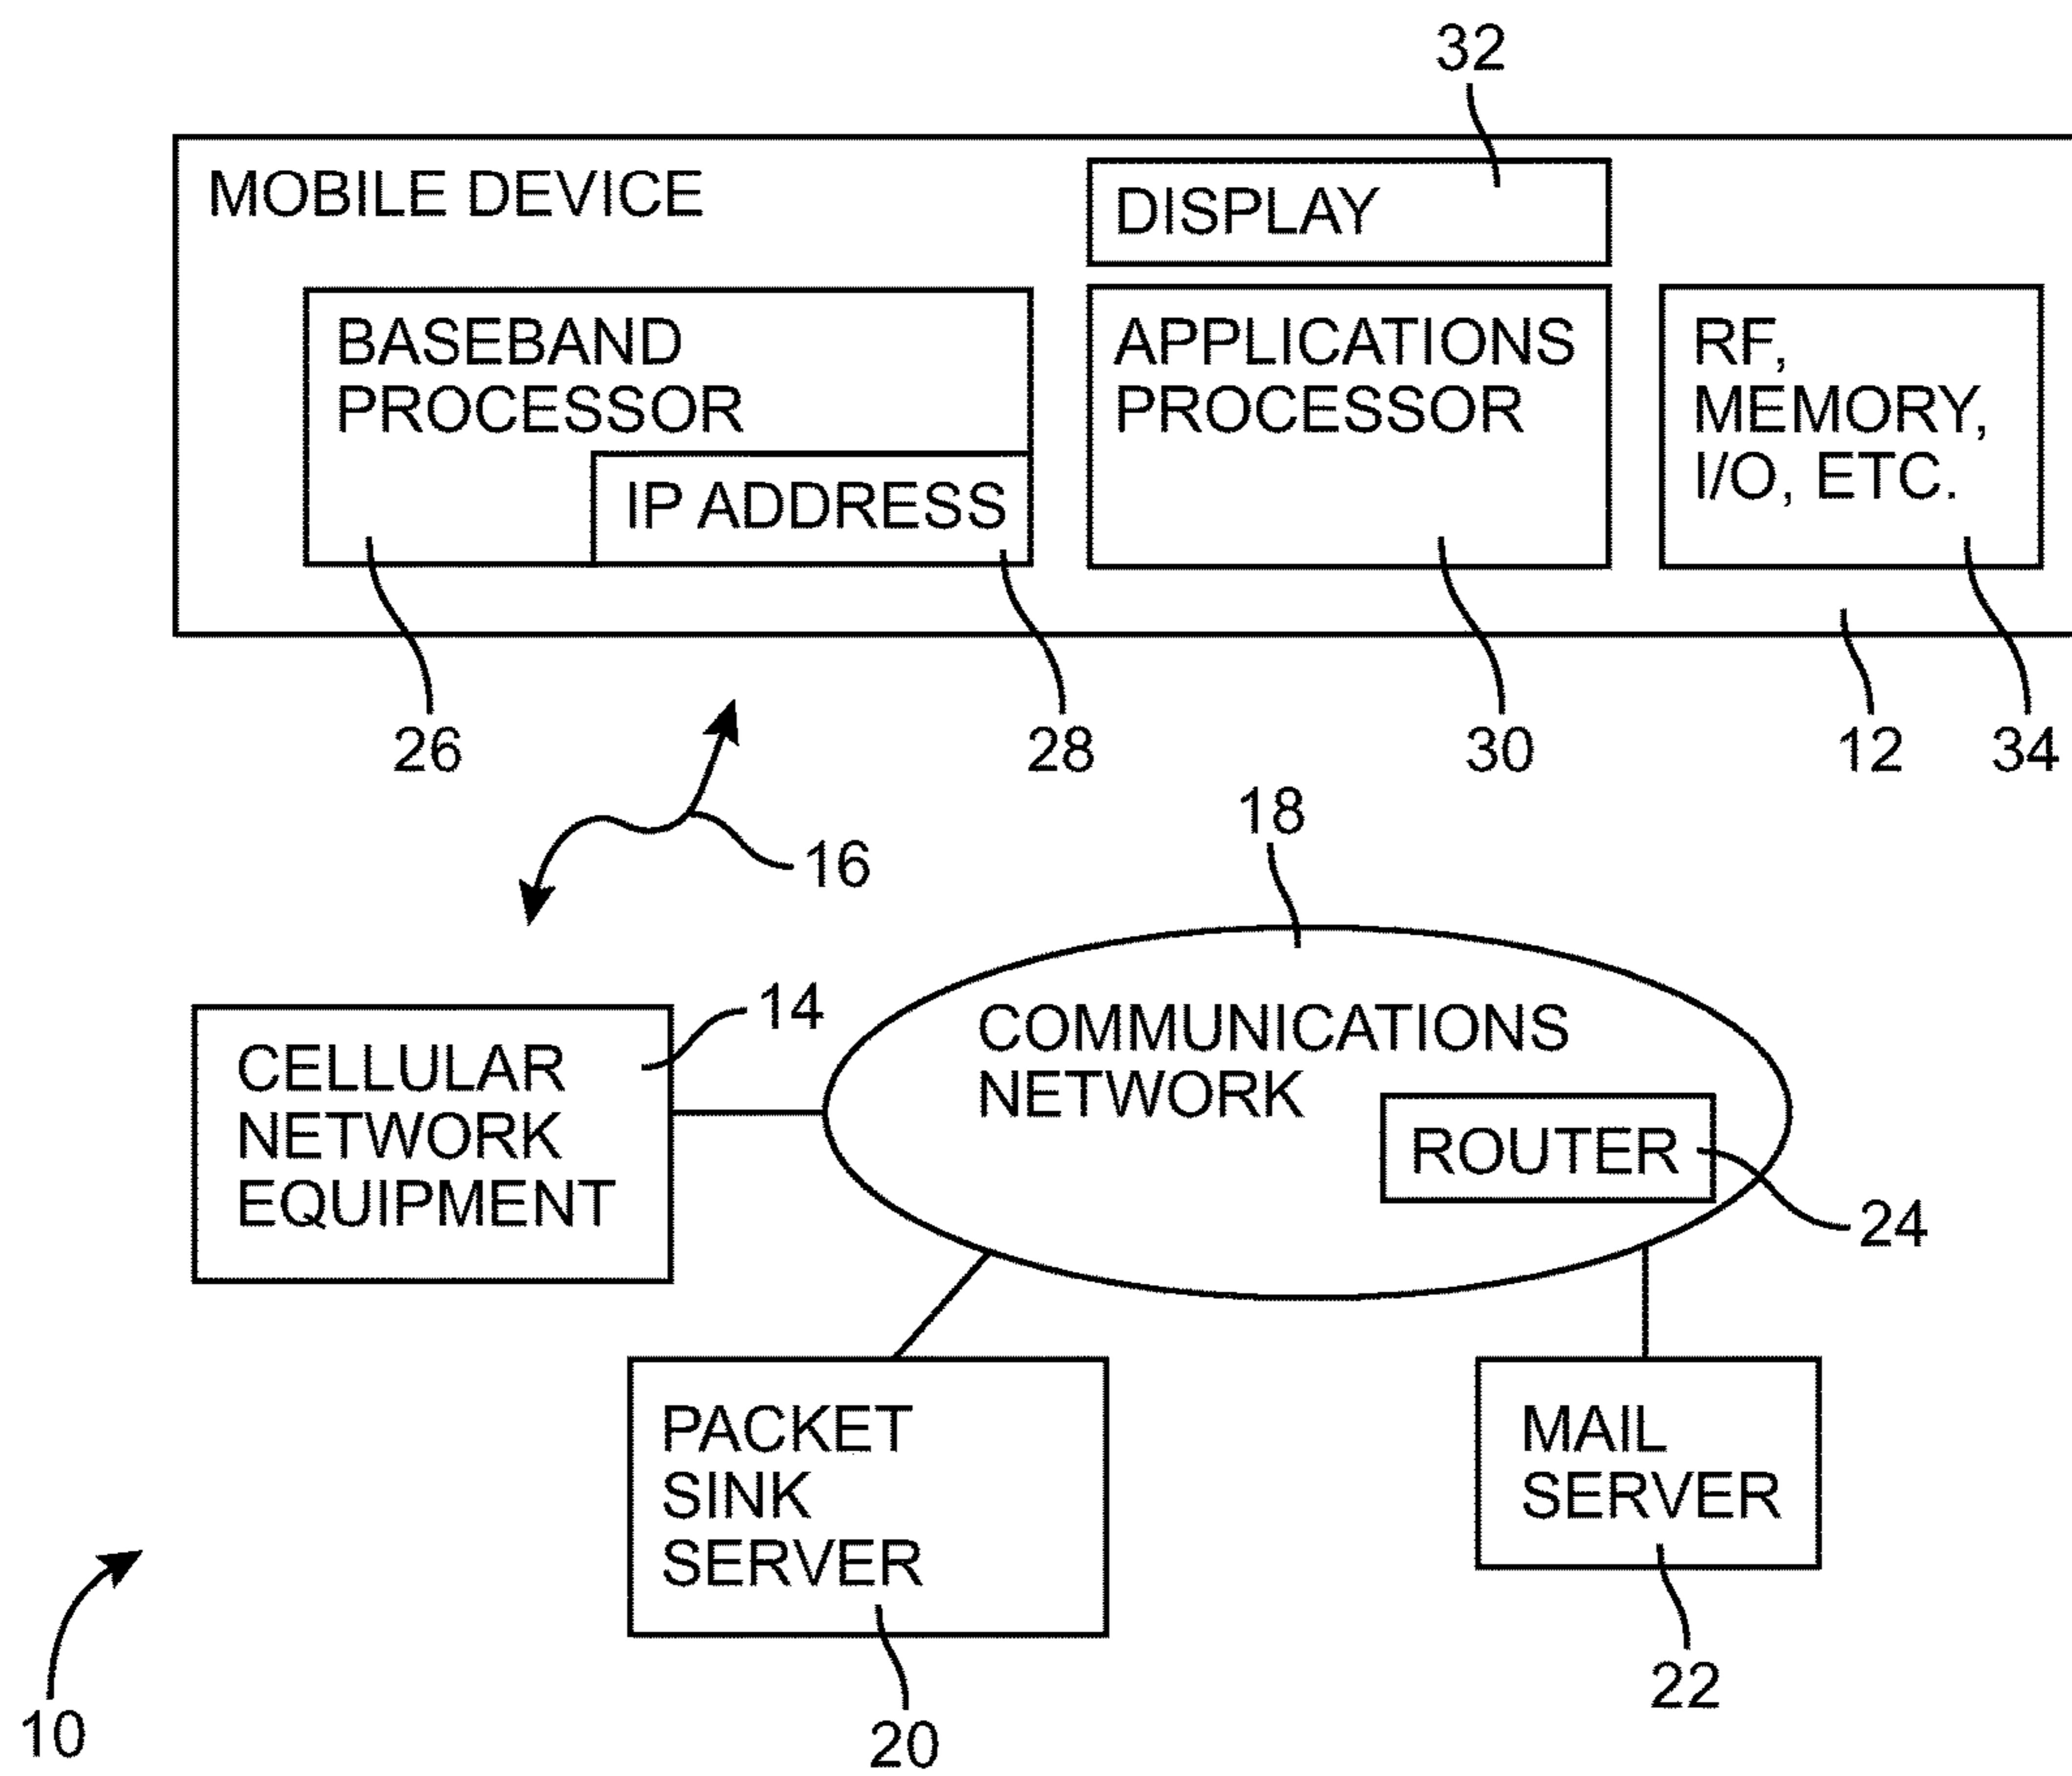 32
MOBILE DEVICE
DISPLAY
BASEBAND
PROCESSOR
IP ADDRESS
APPLICATIONS
PROCESSOR
RF,
MEMORY,
I/O, ETC.
26
28
30
12
34
16
18
14
CELLULAR
NETWORK
EQUIPMENT
COMMUNICATIONS
NETWORK
ROUTER
24
PACKET
SINK
SERVER
MAIL
SERVER
22
10
20